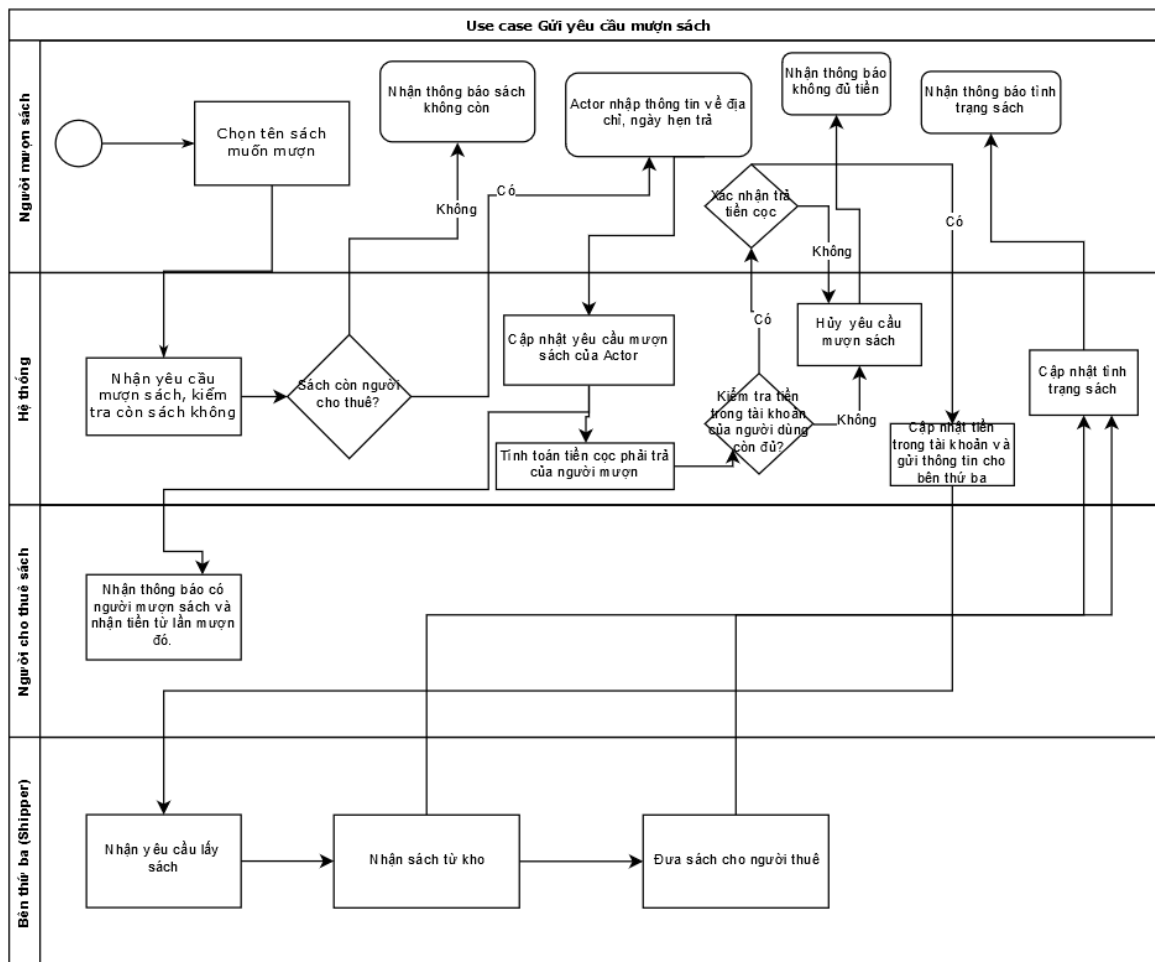 Use case Gửi yêu cầu mượn sách
Người mượn sách
Chọn tên sách
muốn mượn
Nhận thông báo sách
không còn
Actor nhập thông tin về địa
chỉ, ngày hẹn trả
Nhận thông báo
không đủ tiền
Nhận thông báo tình
trạng sách
Xác nhận trả
tiền cọc
Không
Có
Không
Có
Hệ thống
Nhận yêu cầu
mượn sách, kiểm
tra còn sách không
Sách còn người
cho thuê?
Cập nhật yêu cầu mượn
sách của Actor
Tính toán tiền cọc phải trả
của người mượn
Có
Kiểm tra tiền
trong tài khoản
của người dùng
còn đủ?
Không
Hủy yêu cầu
mượn sách
Cập nhật tiền
trong tài khoản và
gửi thông tin cho
bên thứ ba
Cập nhật tình
trạng sách
Người cho thuê sách
Nhận thông báo có
người mượn sách và
nhận tiền từ lần mượn
đó.
Bên thứ ba (Shipper)
Nhận yêu cầu lấy
sách
Nhận sách từ kho
Đưa sách cho người thuê